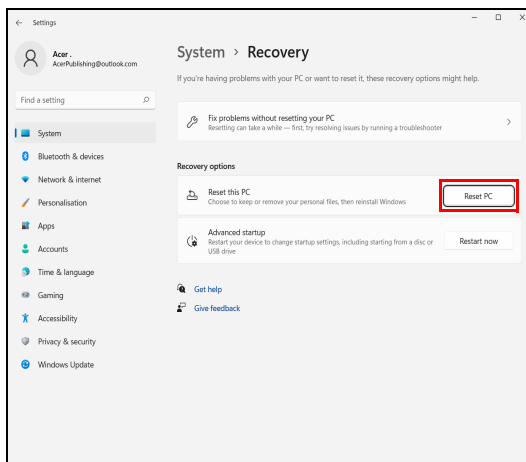 Settings
Acer .
AcerPublishing@outlook.com
Find a setting
System
Bluetooth & devices
Network & internet
Personalisation
Apps
Accounts
Time & language
Gaming
Accessibility
Privacy & security
Windows Update
System > Recovery
If you're having problems with your PC or want to reset it, these recovery options might help.
Fix problems without resetting your PC
Resetting can take a while — first, try resolving issues by running a troubleshooter
Recovery options
Reset this PC
Choose to keep or remove your personal files, then reinstall Windows
Reset PC
Advanced startup
Restart your device to change startup settings, including starting from a disc or
USB drive
Restart now
Get help
Give feedback